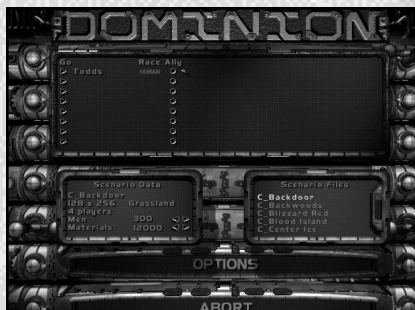 DOMINION
Go Race Ally
Todds HUMAN
Scenario Data
C_Backdoor
128 x 256 Grassland
4 players
Men 300
Materials 12000
Scenario Files
C_Backdoor
C_Backwoods
C_Blizzard Red
C_Blood Island
C_Center Ice
OPTIONS
ABORT